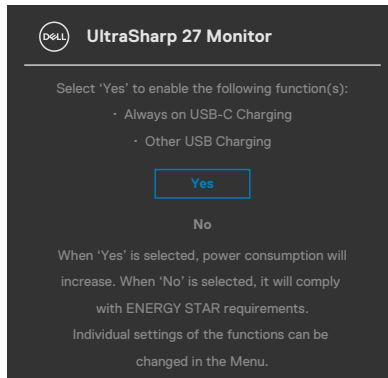 DELL
UltraSharp 27 Monitor
Select ‘Yes’ to enable the following function(s):
· Always on USB-C Charging
· Other USB Charging
Yes
No
When ‘Yes’ is selected, power consumption will
increase. When ‘No’ is selected, it will comply
with ENERGY STAR requirements.
Individual settings of the functions can be
changed in the Menu.